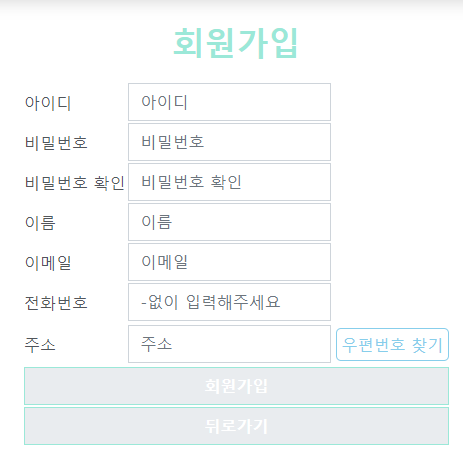 회원가입
아이디 아이디
비밀번호 비밀번호
비밀번호 확인 비밀번호 확인
이름 이름
이메일 이메일
전화번호 -없이 입력해주세요
주소 주소 우편번호 찾기
회원가입
뒤로가기